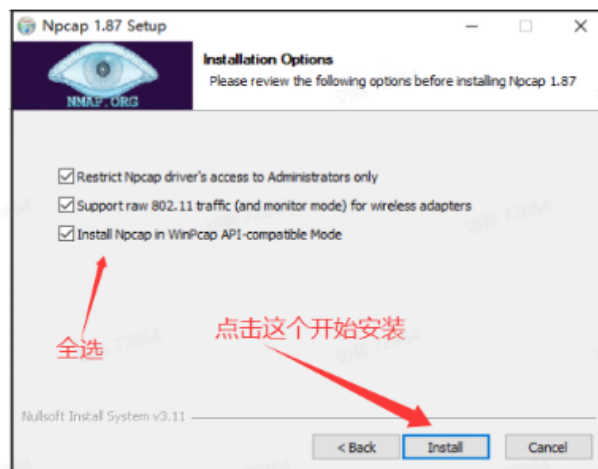 Npcap 1.87 Setup
NMAP.ORG
Installation Options
Please review the following options before installing Npcap 1.87
Restrict Npcap driver's access to Administrators only
Support raw 802.11 traffic (and monitor mode) for wireless adapters
Install Npcap in WinPcap API-compatible Mode
全选
点击这个开始安装
Nullsoft Install System v3.11
< Back
Install
Cancel